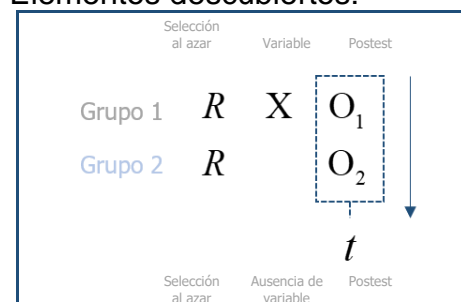 Elementos descubiertos:
Selección
al azar
Variable
Postest
Grupo 1 R X O₁
Grupo 2 R O₂
t
Selección
al azar
Ausencia de
variable
Postest